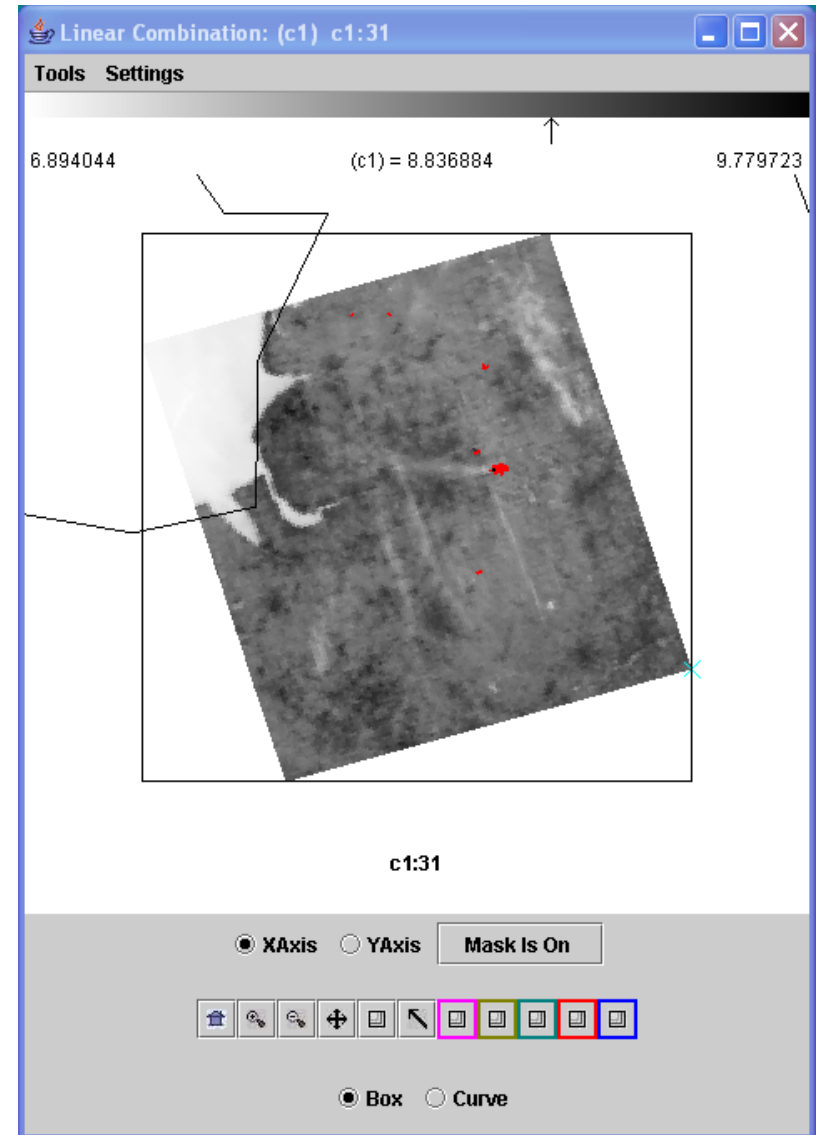 Linear Combination: (c1) c1:31
Tools Settings
6.894044 (c1) = 8.836884 9.779723
c1:31
XAxis YAxis Mask Is On
Box Curve